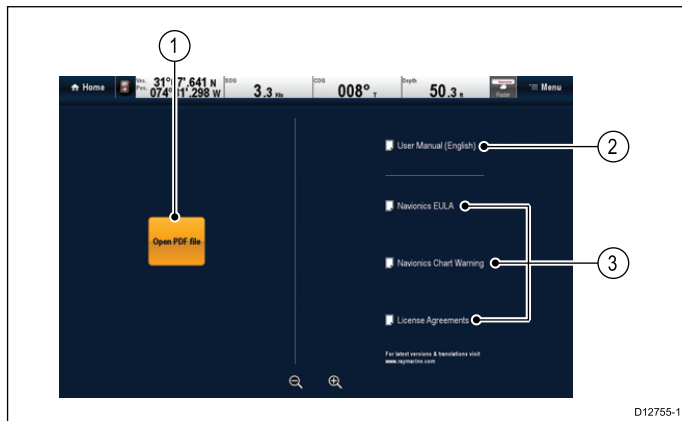 1
Home
Ves. Pos.
31° 7'.641 N
074° 1'.298 W
SOG
3.3 Kts
COG
008° T
Depth
50.3 ft
Radar
Menu
User Manual (English)
2
Open PDF file
Navionics EULA
Navionics Chart Warning
3
License Agreements
For latest versions & translations visit
www.raymarine.com
D12755-1